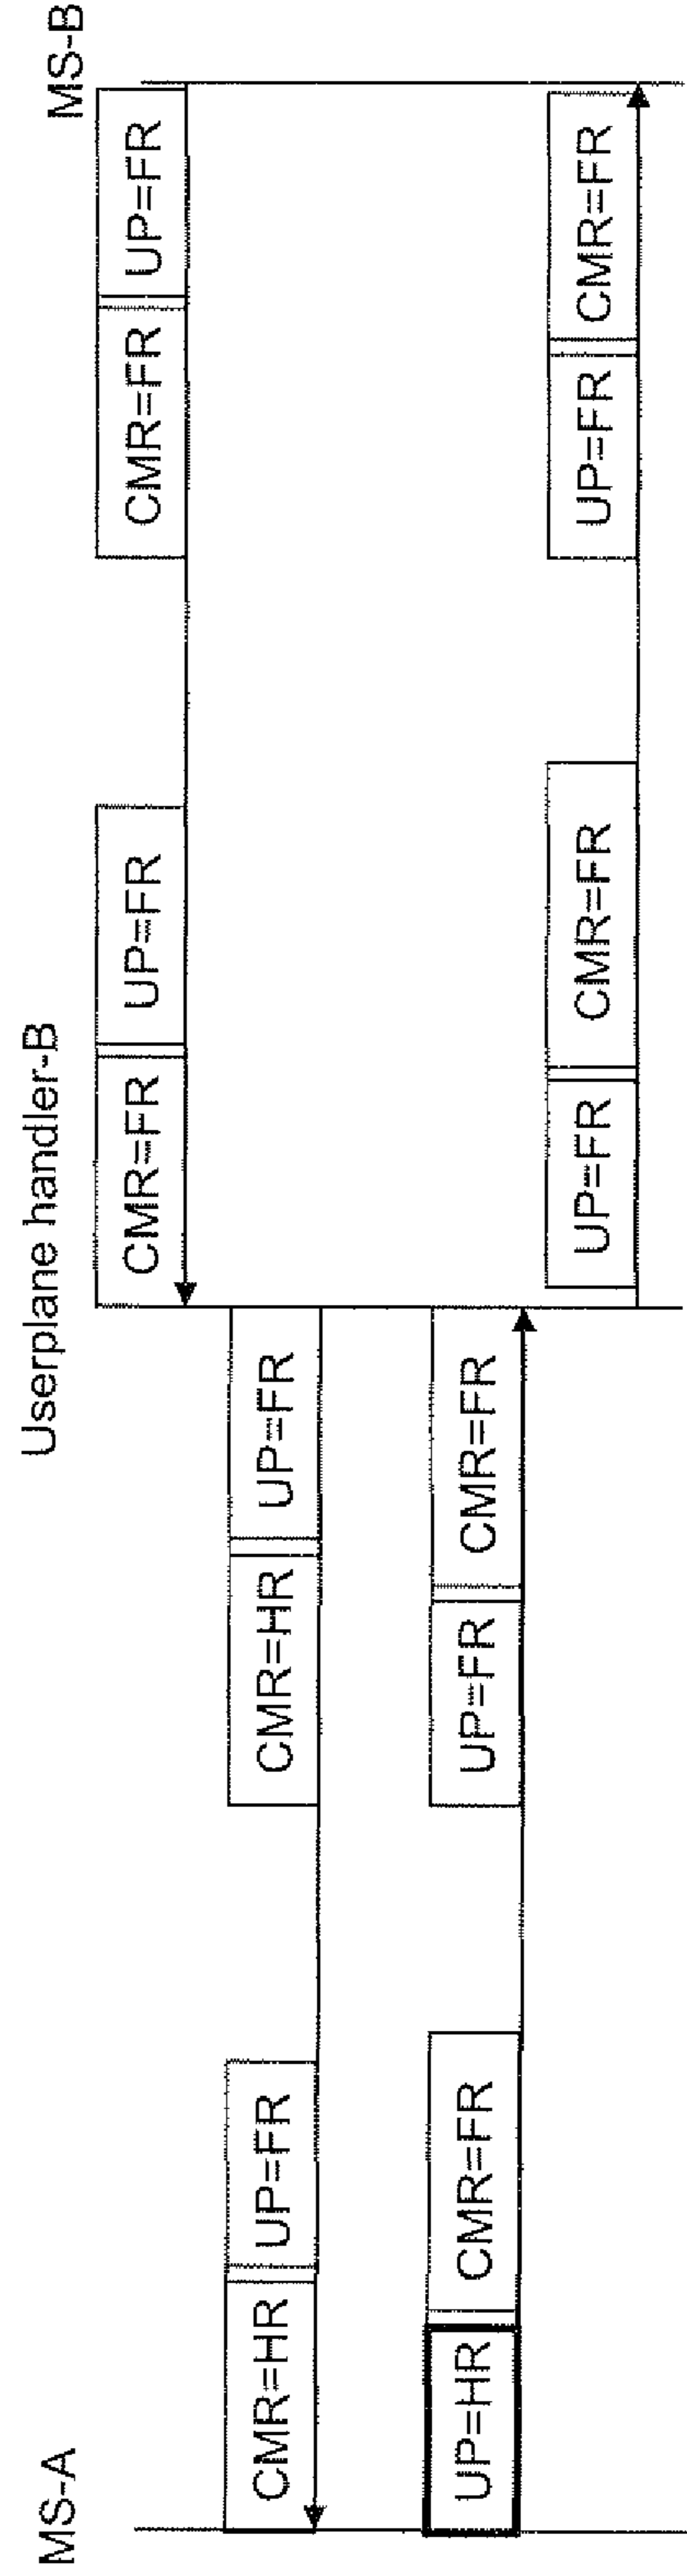 MS-A
Userplane handler-B
MS-B
CMR=FR UP=FR CMR=FR UP=FR
CMR=HR UP=FR CMR=HR UP=FR
UP=HR CMR=FR UP=FR CMR=FR
UP=FR CMR=FR UP=FR CMR=FR